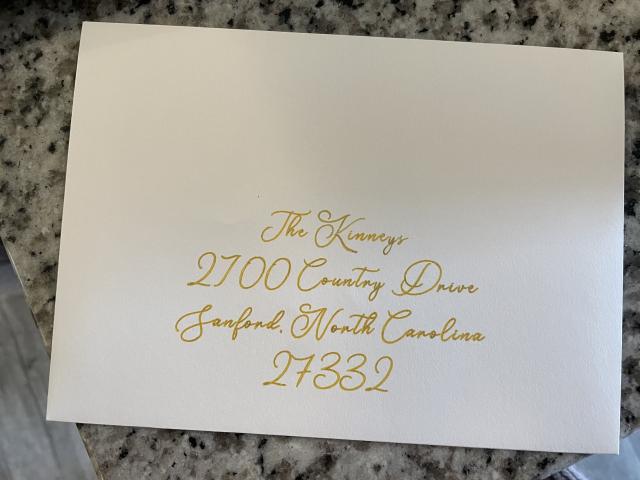 The Kinneys
2700 Country Drive
Sanford, North Carolina
27332